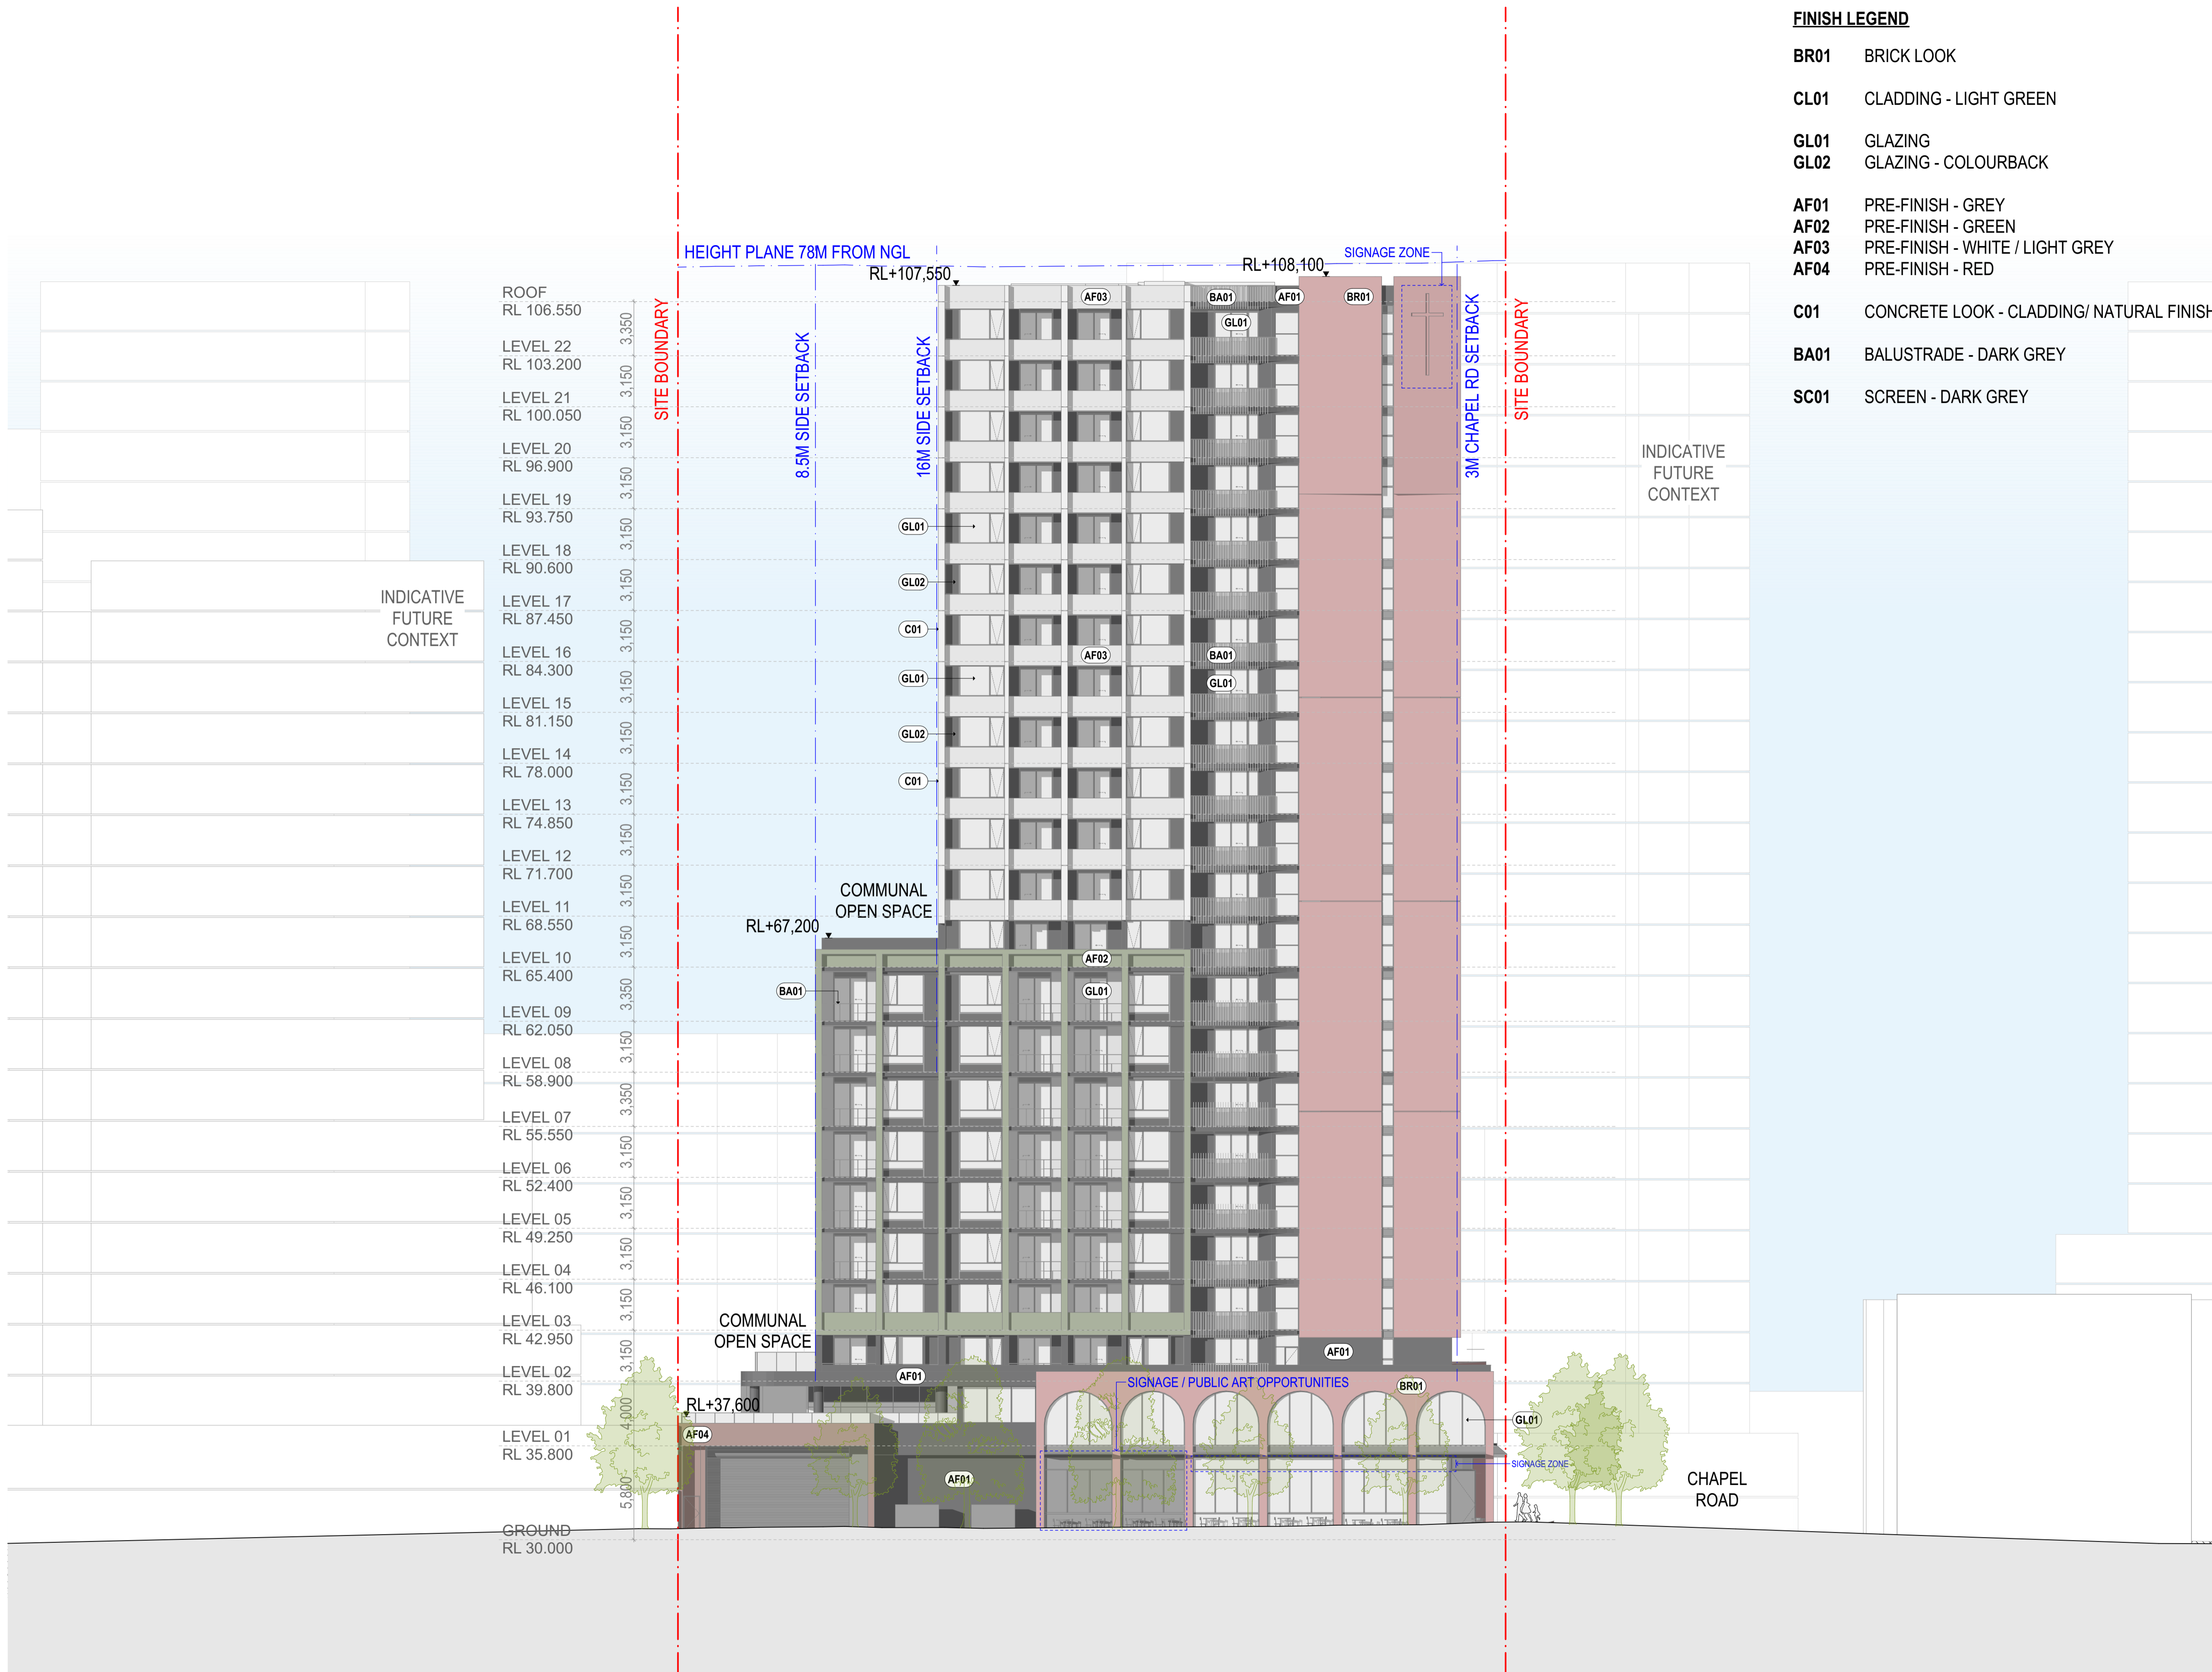 FINISH LEGEND
BR01 BRICK LOOK
CL01 CLADDING - LIGHT GREEN
GL01 GLAZING
GL02 GLAZING - COLOURBACK
AF01 PRE-FINISH - GREY
AF02 PRE-FINISH - GREEN
AF03 PRE-FINISH - WHITE / LIGHT GREY
AF04 PRE-FINISH - RED
C01 CONCRETE LOOK - CLADDING/ NATURAL FINISH
BA01 BALUSTRADE - DARK GREY
SC01 SCREEN - DARK GREY
HEIGHT PLANE 78M FROM NGL
SIGNAGE ZONE
RL+107,550
RL+108,100
ROOF
RL 106.550
3,350
LEVEL 22
RL 103.200
3,150
LEVEL 21
RL 100.050
3,150
LEVEL 20
RL 96.900
3,150
LEVEL 19
RL 93.750
3,150
LEVEL 18
RL 90.600
3,150
LEVEL 17
RL 87.450
3,150
LEVEL 16
RL 84.300
3,150
LEVEL 15
RL 81.150
3,150
LEVEL 14
RL 78.000
3,150
LEVEL 13
RL 74.850
3,150
LEVEL 12
RL 71.700
3,150
LEVEL 11
RL 68.550
3,150
LEVEL 10
RL 65.400
3,350
LEVEL 09
RL 62.050
3,150
LEVEL 08
RL 58.900
3,350
LEVEL 07
RL 55.550
3,150
LEVEL 06
RL 52.400
3,150
LEVEL 05
RL 49.250
3,150
LEVEL 04
RL 46.100
3,150
LEVEL 03
RL 42.950
3,150
LEVEL 02
RL 39.800
4,000
LEVEL 01
RL 35.800
5,800
GROUND
RL 30.000
SITE BOUNDARY
8.5M SIDE SETBACK
16M SIDE SETBACK
3M CHAPEL RD SETBACK
SITE BOUNDARY
AF03
BA01
AF01
BR01
GL01
INDICATIVE
FUTURE
CONTEXT
INDICATIVE
FUTURE
CONTEXT
GL01
GL02
C01
AF03
BA01
GL01
GL01
GL02
C01
COMMUNAL
OPEN SPACE
RL+67,200
AF02
BA01
GL01
COMMUNAL
OPEN SPACE
AF01
AF01
SIGNAGE / PUBLIC ART OPPORTUNITIES
BR01
RL+37,600
GL01
AF04
SIGNAGE ZONE
AF01
CHAPEL
ROAD